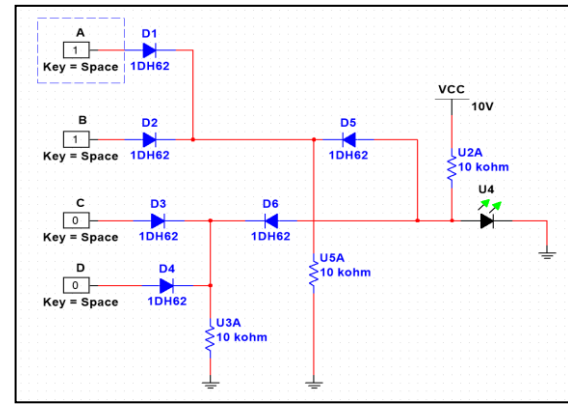 A
1
Key = Space
D1
1DH62
B
1
Key = Space
D2
1DH62
D5
1DH62
VCC
10V
U2A
10 kohm
U4
C
0
Key = Space
D3
1DH62
D6
1DH62
D
0
Key = Space
D4
1DH62
U5A
10 kohm
U3A
10 kohm